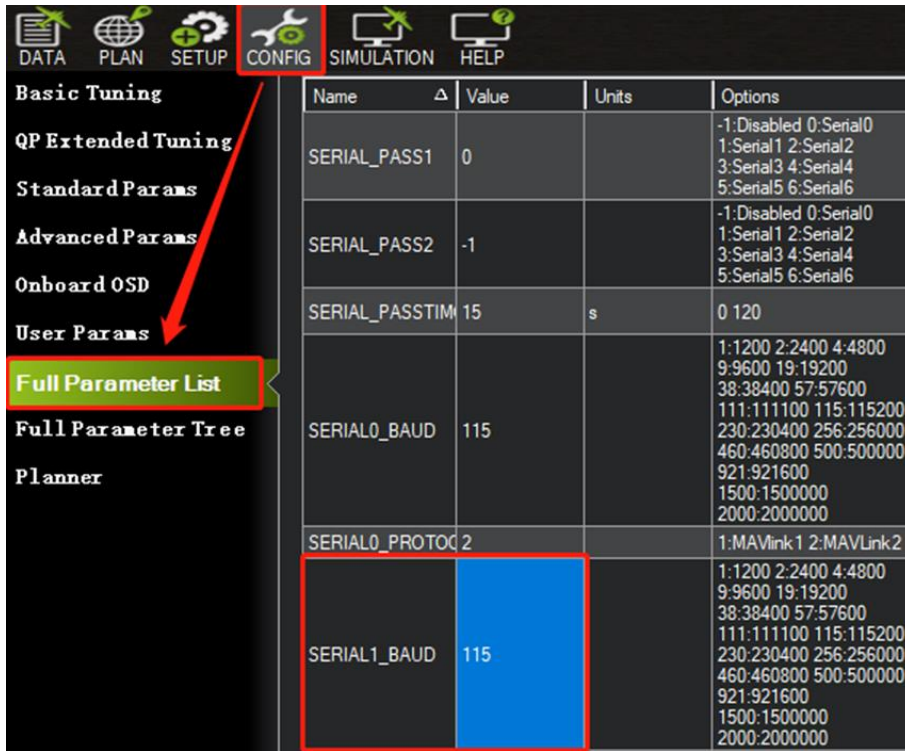 DATA PLAN SETUP CONFIG SIMULATION HELP
Basic Tuning
QP Extended Tuning
Standard Params
Advanced Params
Onboard OSD
User Params
Full Parameter List
Full Parameter Tree
Planner
Name Value Units Options
SERIAL_PASS1 0
-1:Disabled 0:Serial0
1:Serial1 2:Serial2
3:Serial3 4:Serial4
5:Serial5 6:Serial6
SERIAL_PASS2 -1
-1:Disabled 0:Serial0
1:Serial1 2:Serial2
3:Serial3 4:Serial4
5:Serial5 6:Serial6
SERIAL_PASSTIM 15 s 0 120
SERIAL0_BAUD 115
1:1200 2:2400 4:4800
9:9600 19:19200
38:38400 57:57600
111:111100 115:115200
230:230400 256:256000
460:460800 500:500000
921:921600
1500:1500000
2000:2000000
SERIAL0_PROTOC 2 1:MAVlink1 2:MAVLink2
SERIAL1_BAUD 115
1:1200 2:2400 4:4800
9:9600 19:19200
38:38400 57:57600
111:111100 115:115200
230:230400 256:256000
460:460800 500:500000
921:921600
1500:1500000
2000:2000000